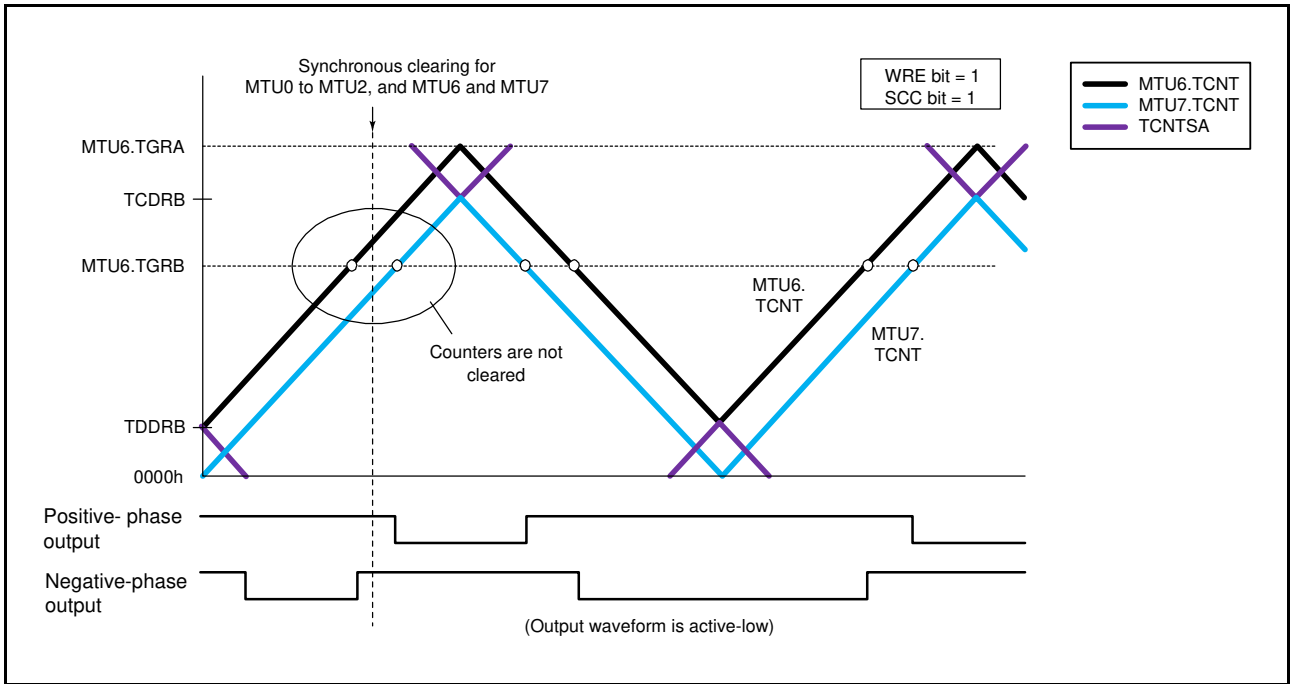 Synchronous clearing for
MTU0 to MTU2, and MTU6 and MTU7
WRE bit = 1
SCC bit = 1
MTU6.TCNT
MTU7.TCNT
TCNTSA
MTU6.TGRA
TCDRB
MTU6.TGRB
TDDRB
0000h
Counters are not
cleared
MTU6.
TCNT
MTU7.
TCNT
Positive- phase
output
Negative-phase
output
(Output waveform is active-low)